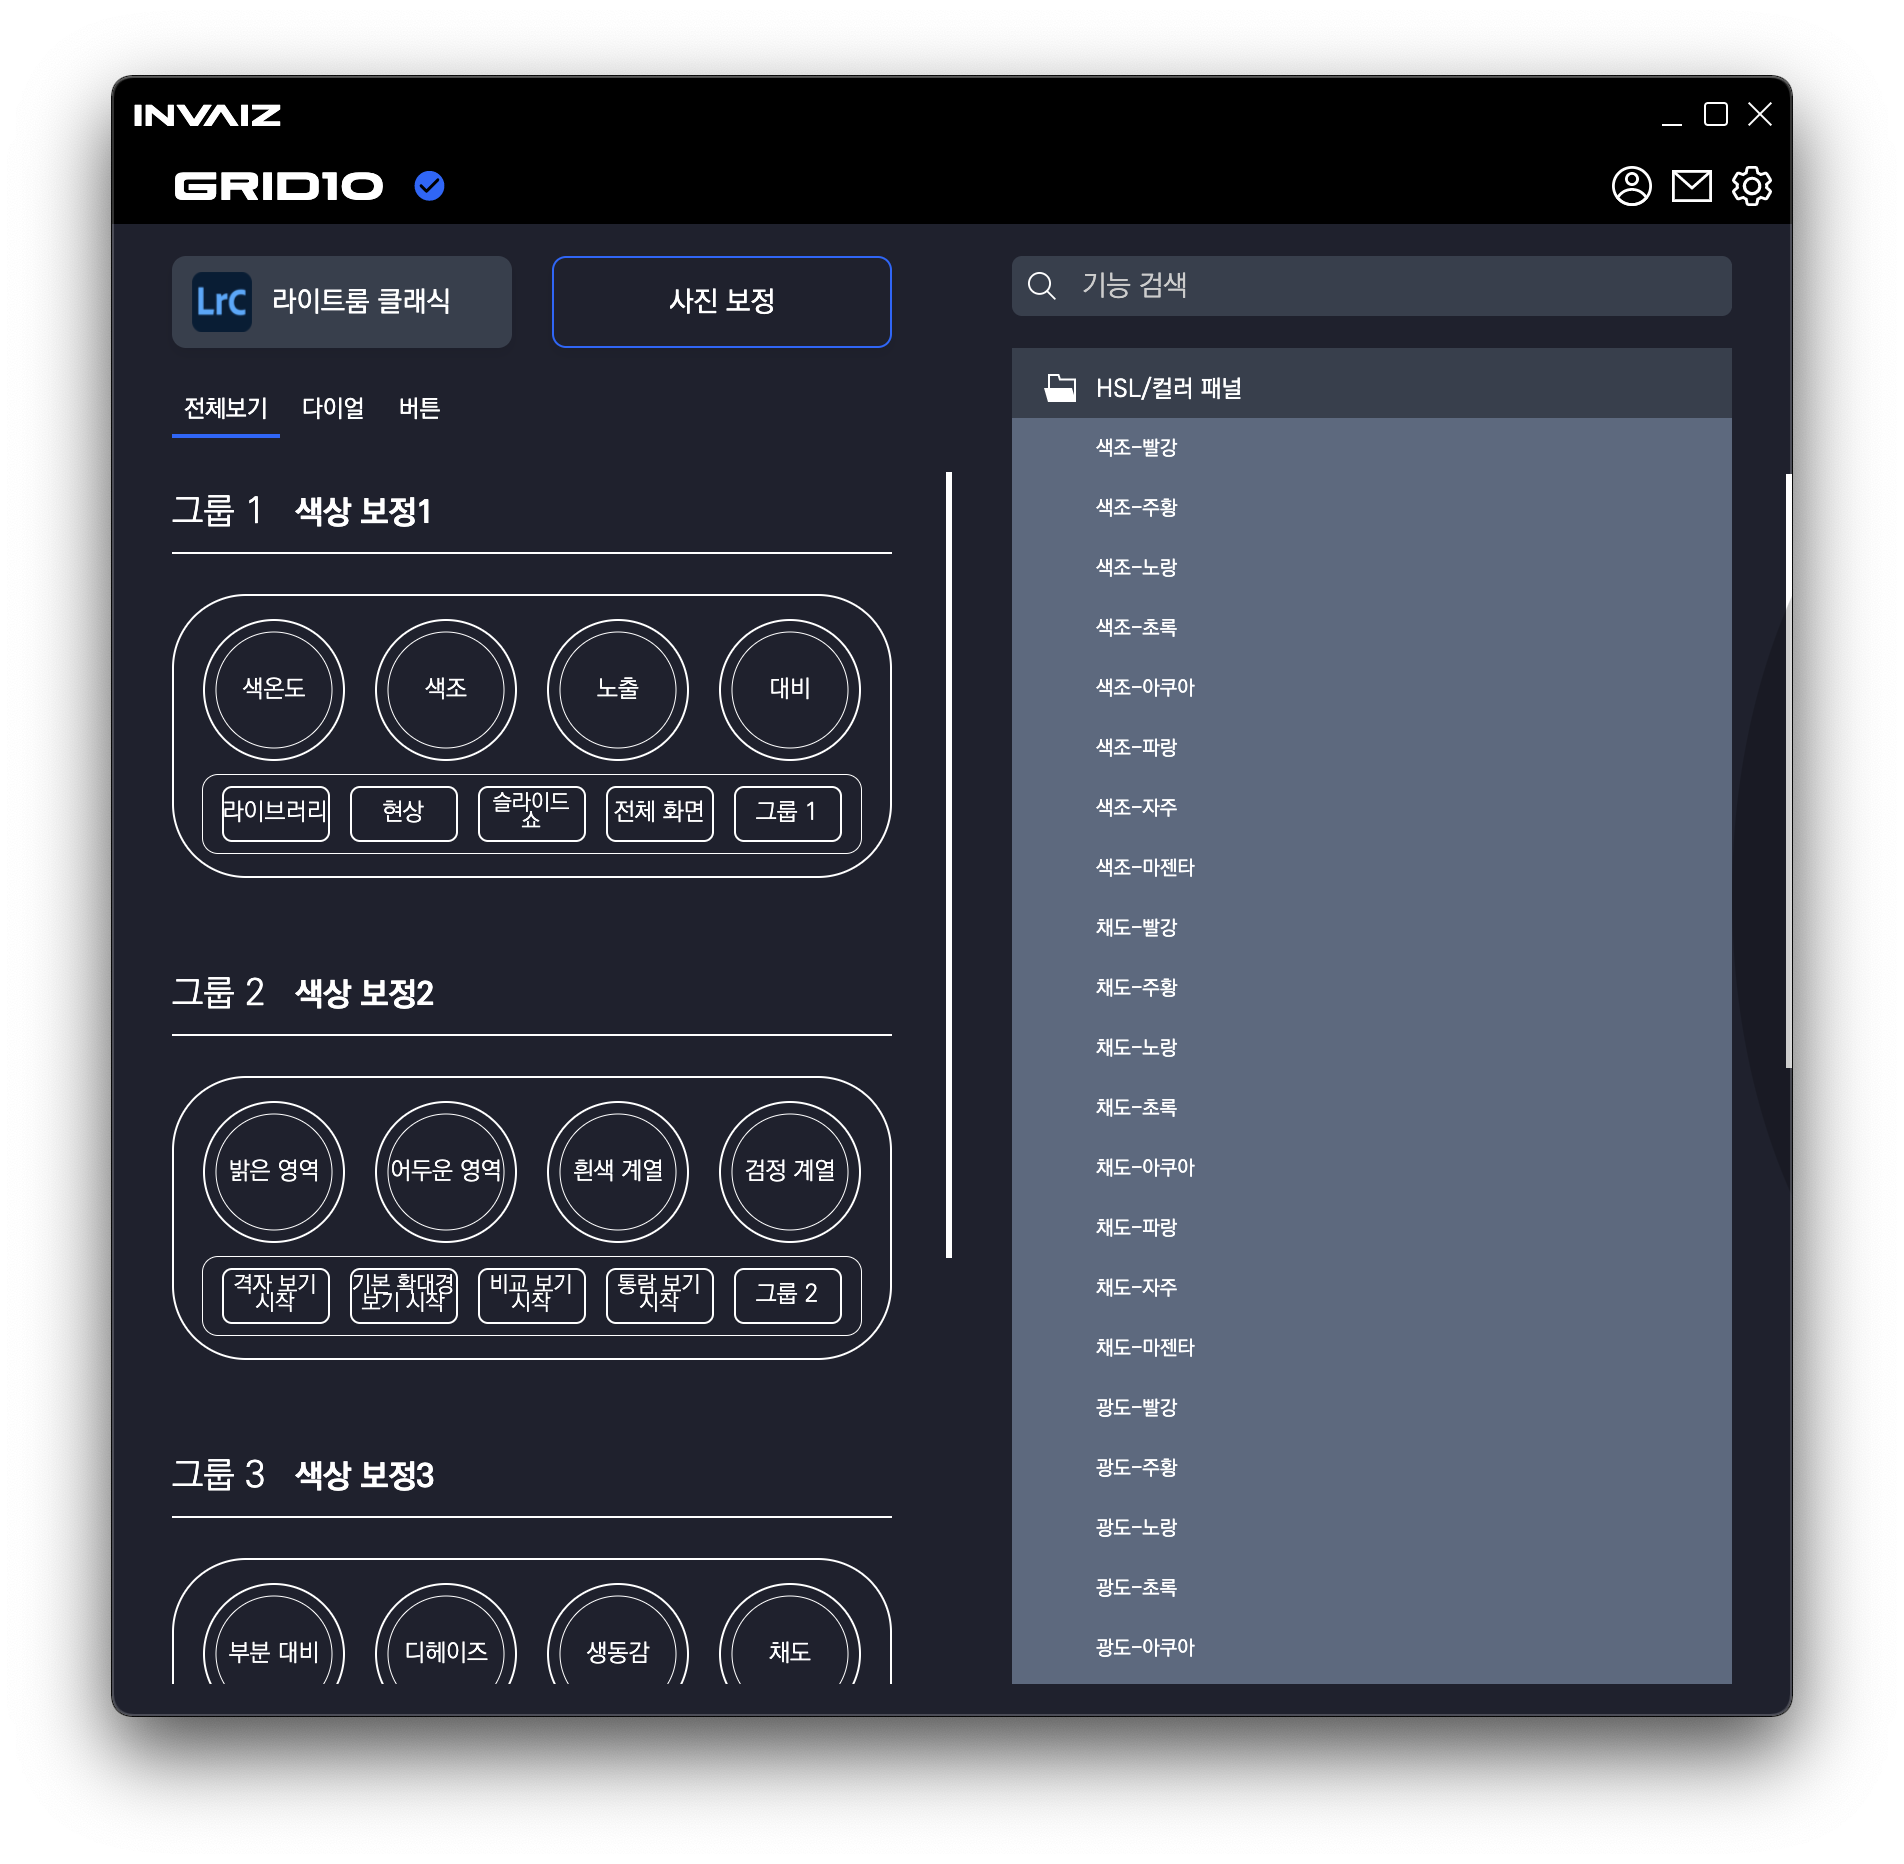 INVAIZ
GRID10
LrC 라이트룸 클래식
사진 보정
전체보기 다이얼 버튼
그룹 1 색상 보정1
색온도 색조 노출 대비
라이브러리 현상 슬라이드
쇼 전체 화면 그룹 1
그룹 2 색상 보정2
밝은 영역 어두운 영역 흰색 계열 검정 계열
격자 보기
시작
기본 확대경
보기 시작
비교 보기
시작
통람 보기
시작
그룹 2
그룹 3 색상 보정3
부분 대비 디헤이즈 생동감 채도
기능 검색
HSL/컬러 패널
색조-빨강
색조-주황
색조-노랑
색조-초록
색조-아쿠아
색조-파랑
색조-자주
색조-마젠타
채도-빨강
채도-주황
채도-노랑
채도-초록
채도-아쿠아
채도-파랑
채도-자주
채도-마젠타
광도-빨강
광도-주황
광도-노랑
광도-초록
광도-아쿠아